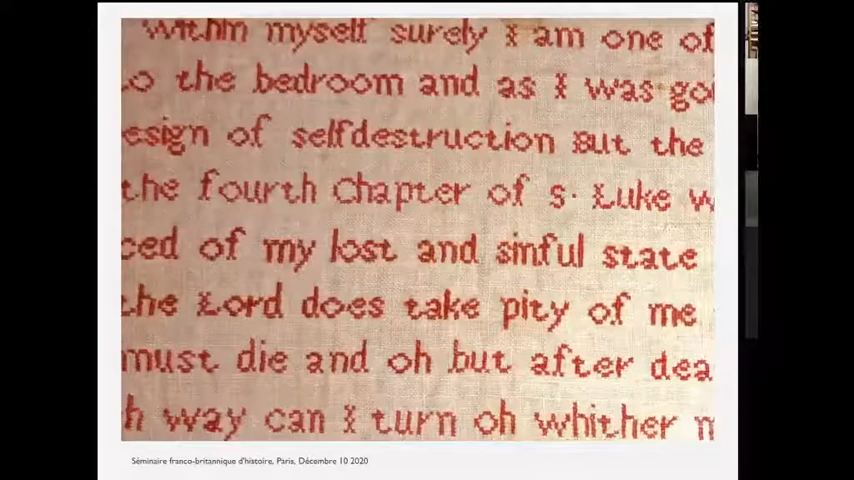 within myself surely I am one of
to the bedroom and as I was goi
esign of selfdestruction But the
the fourth Chapter of S. Luke w
ced of my lost and sinful state
the Lord does take pity of me
must die and oh but after dea
h way can I turn oh whither m
Séminaire franco-britannique d'histoire, Paris, Décembre 10 2020